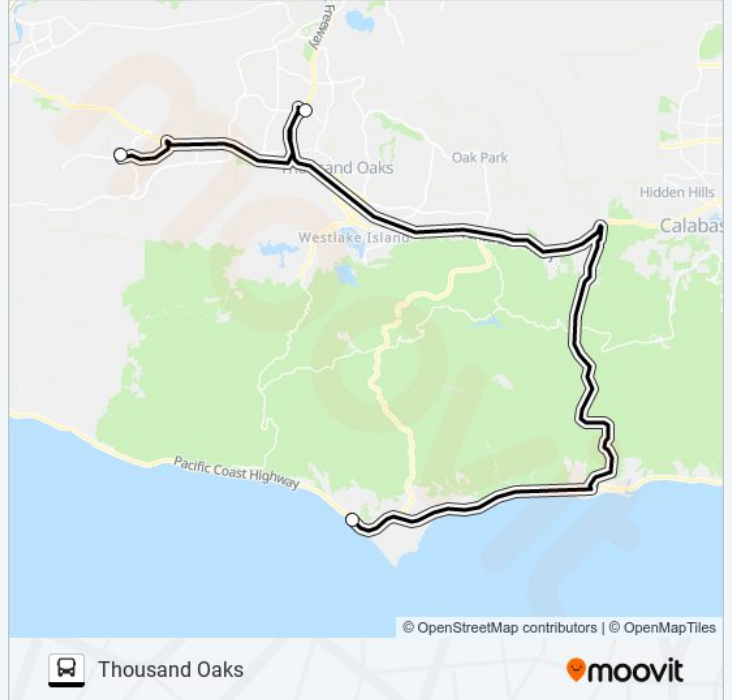 Freeway
Oak Park
Thousand Oaks
Hidden Hills
Calabas
Westlake Island
Pacific Coast Highway
© OpenStreetMap contributors | © OpenMapTiles
Thousand Oaks
moovit